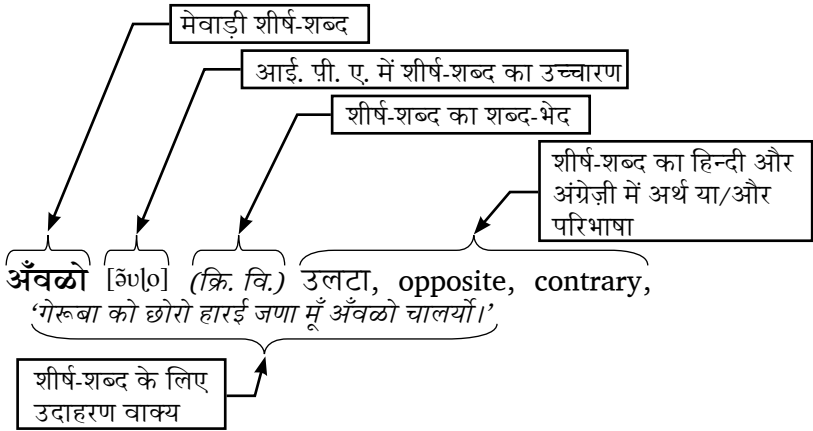 मेवाड़ी शीर्ष-शब्द
आई. पी. ए. में शीर्ष-शब्द का उच्चारण
शीर्ष-शब्द का शब्द-भेद
शीर्ष-शब्द का हिन्दी और
अंग्रेज़ी में अर्थ या/और
परिभाषा
अँवळो [ə̃ʋɭo] (क्रि. वि.) उलटा, opposite, contrary,
‘गेरूबा को छोरो हारई जणा मूँ अँवळो चालर्यो।’
शीर्ष-शब्द के लिए
उदाहरण वाक्य